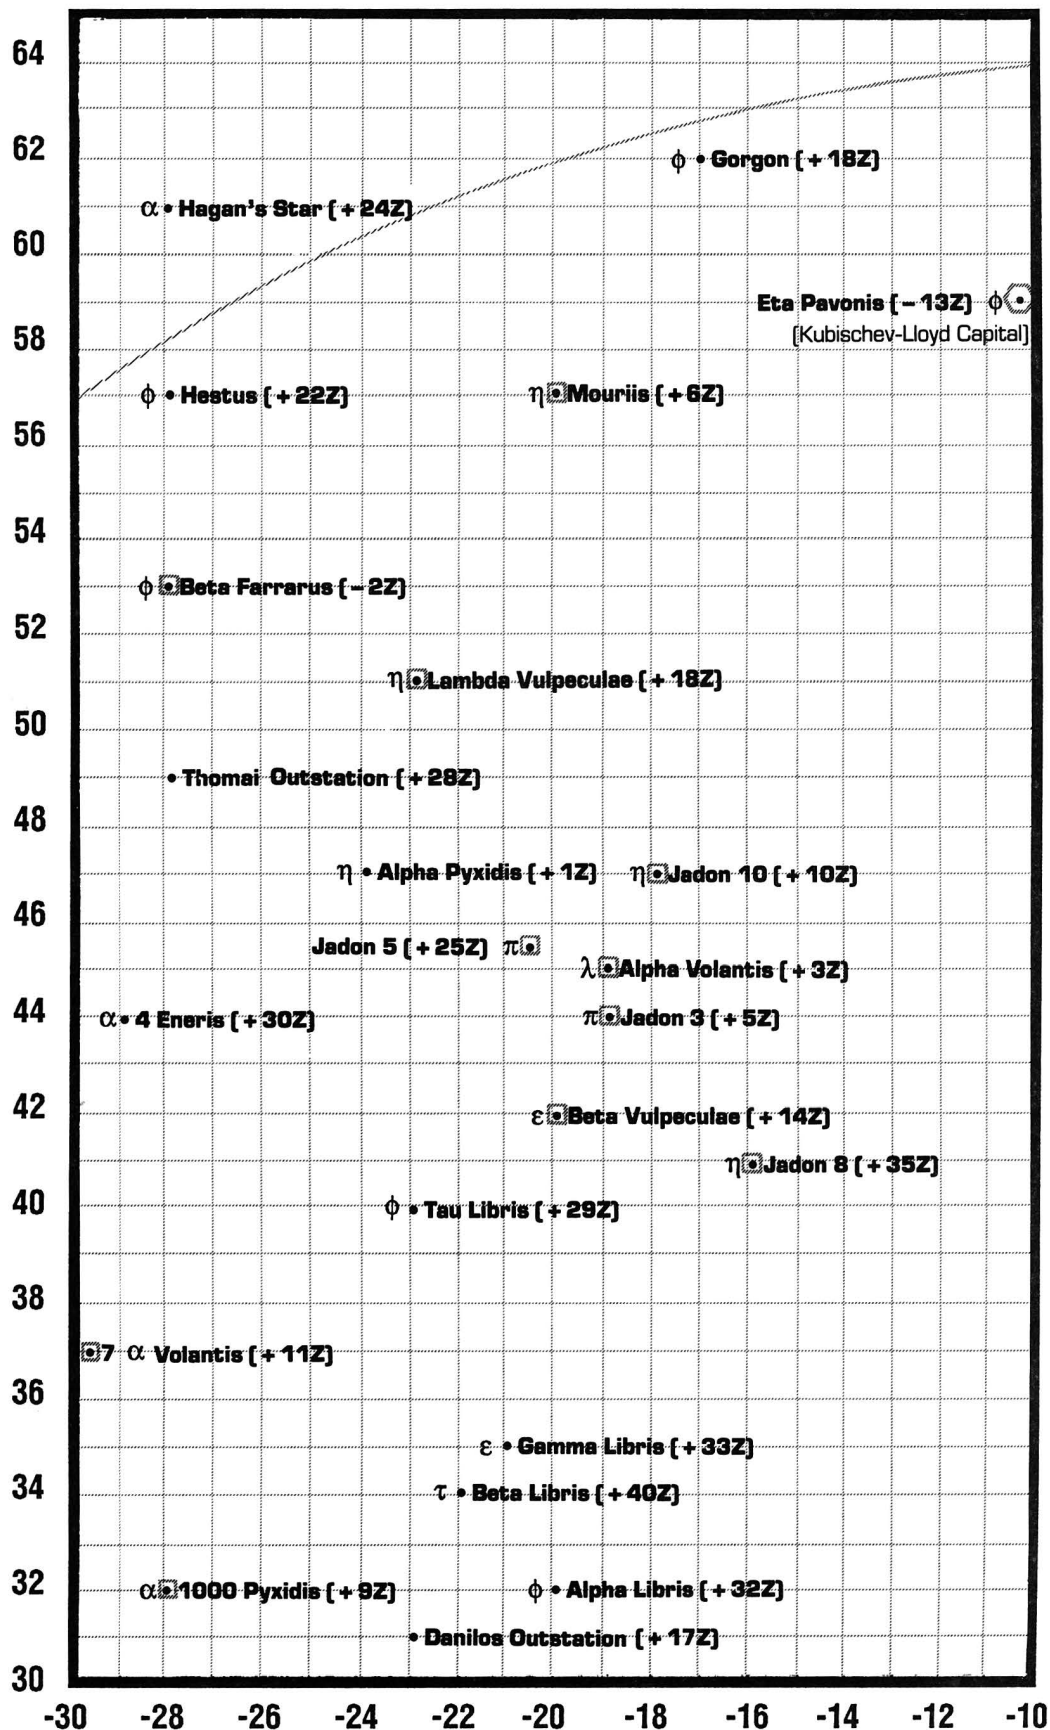 64
62
ϕ • Gorgon (+ 18Z)
α • Hagan's Star (+ 24Z)
60
Eta Pavonis (– 13Z) ϕ
(Kubischev-Lloyd Capital)
58
ϕ • Hestus (+ 22Z)
η Mouriis (+ 6Z)
56
54
ϕ Beta Farrarus (– 2Z)
52
η Lambda Vulpeculae (+ 18Z)
50
• Thomai Outstation (+ 28Z)
48
η • Alpha Pyxidis (+ 1Z)
η Jadon 10 (+ 10Z)
46
Jadon 5 (+ 25Z) π
λ Alpha Volantis (+ 3Z)
44
α • 4 Eneris (+ 30Z)
π Jadon 3 (+ 5Z)
42
ε Beta Vulpeculae (+ 14Z)
η Jadon 8 (+ 35Z)
40
ϕ • Tau Libris (+ 29Z)
38
7 α Volantis (+ 11Z)
36
ε • Gamma Libris (+ 33Z)
34
τ • Beta Libris (+ 40Z)
32
α 1000 Pyxidis (+ 9Z)
ϕ • Alpha Libris (+ 32Z)
• Danilos Outstation (+ 17Z)
30
-30 -28 -26 -24 -22 -20 -18 -16 -14 -12 -10